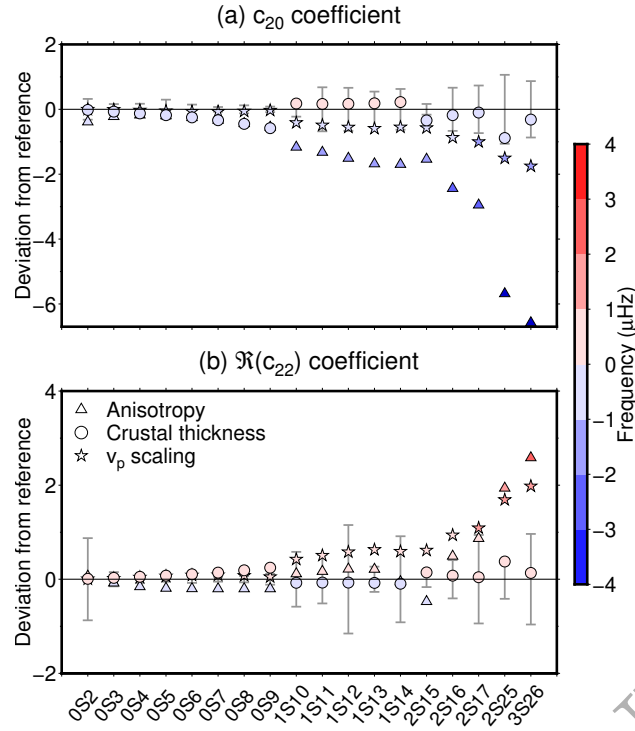 (a) c20 coefficient
Deviation from reference
2
0
−2
−4
−6
(b) ℜ(c22) coefficient
Deviation from reference
4
2
0
−2
Anisotropy
Crustal thickness
vp scaling
0S2
0S3
0S4
0S5
0S6
0S7
0S8
0S9
1S10
1S11
1S12
1S13
1S14
2S15
2S16
2S17
2S25
3S26
4
3
2
1
0
−1
−2
−3
−4
Frequency (μHz)